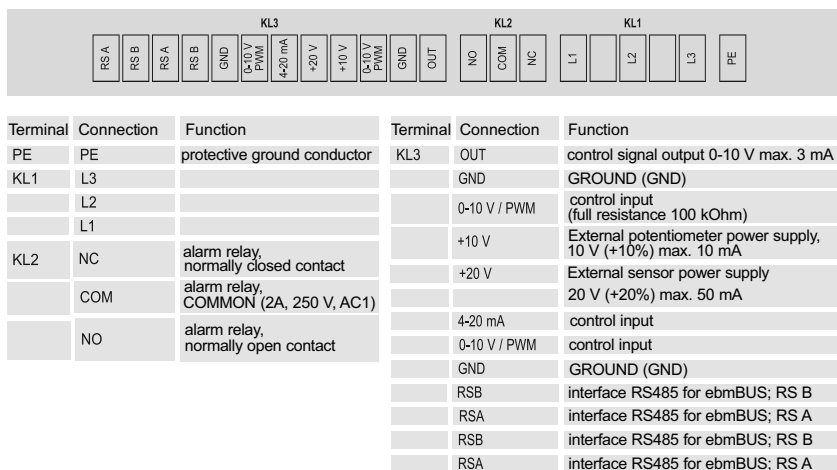 KL3 KL2 KL1
RS A RS B RS A RS B GND 0-10 V PWM 4-20 mA +20 V +10 V 0-10 V PWM GND OUT NO COM NC L1 L2 L3 PE
Terminal Connection Function
PE PE protective ground conductor
KL1 L3
L2
L1
KL2 NC alarm relay,
normally closed contact
COM alarm relay,
COMMON (2A, 250 V, AC1)
NO alarm relay,
normally open contact
Terminal Connection Function
KL3 OUT control signal output 0-10 V max. 3 mA
GND GROUND (GND)
0-10 V / PWM control input
(full resistance 100 kOhm)
+10 V External potentiometer power supply,
10 V (+10%) max. 10 mA
+20 V External sensor power supply
20 V (+20%) max. 50 mA
4-20 mA control input
0-10 V / PWM control input
GND GROUND (GND)
RSB interface RS485 for ebmBUS; RS B
RSA interface RS485 for ebmBUS; RS A
RSB interface RS485 for ebmBUS; RS B
RSA interface RS485 for ebmBUS; RS A